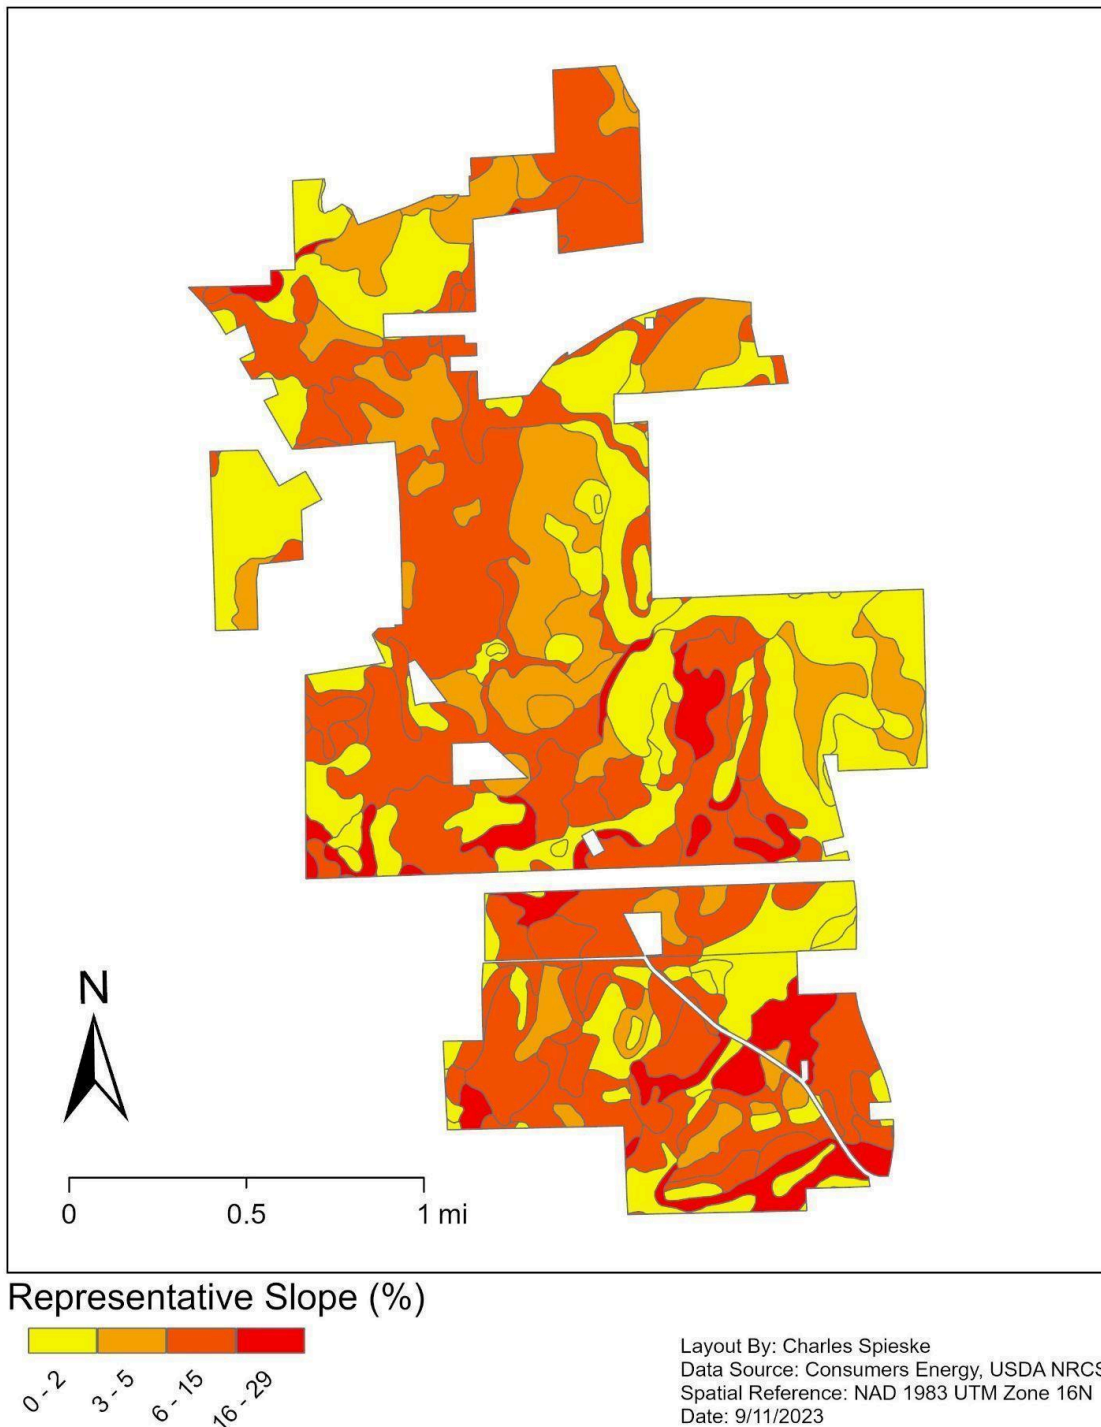 N
0 0.5 1 mi
Representative Slope (%)
0 - 2 3 - 5 6 - 15 16 - 29
Layout By: Charles Spieske
Data Source: Consumers Energy, USDA NRCS
Spatial Reference: NAD 1983 UTM Zone 16N
Date: 9/11/2023